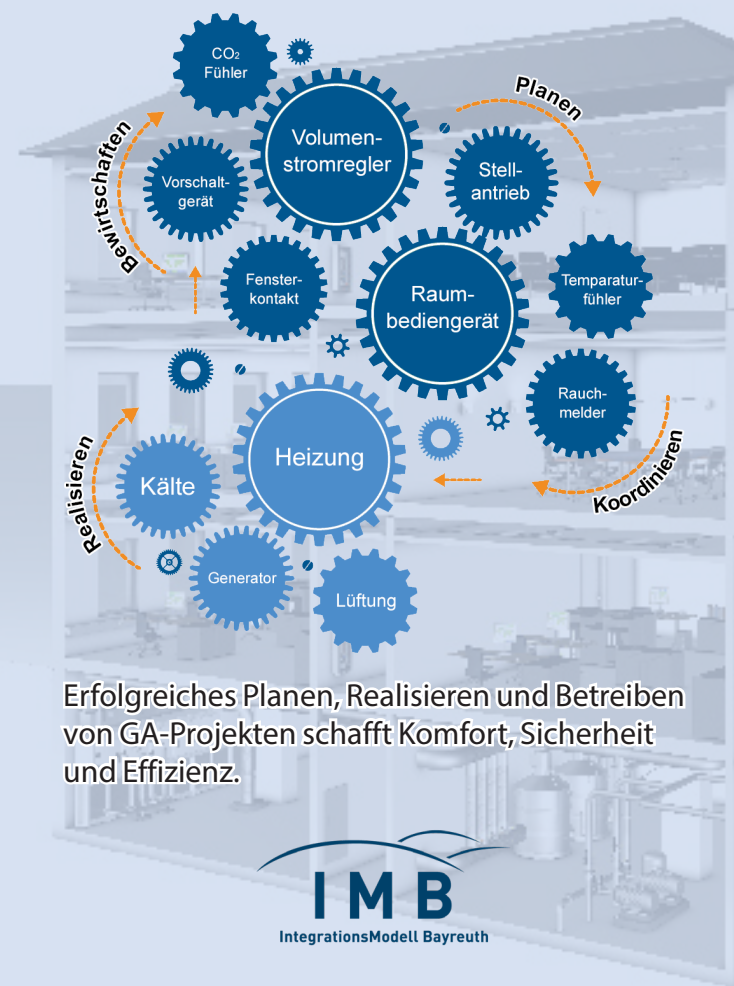 CO₂
Fühler
Volumen-
stromregler
Planen
Bewirtschaften
Vorschalt-
gerät
Stell-
antrieb
Fenster-
kontakt
Raum-
bediengerät
Temparatur-
fühler
Rauch-
melder
Koordinieren
Realisieren
Kälte
Heizung
Generator
Lüftung
Erfolgreiches Planen, Realisieren und Betreiben
von GA-Projekten schafft Komfort, Sicherheit
und Effizienz.
IMB
IntegrationsModell Bayreuth